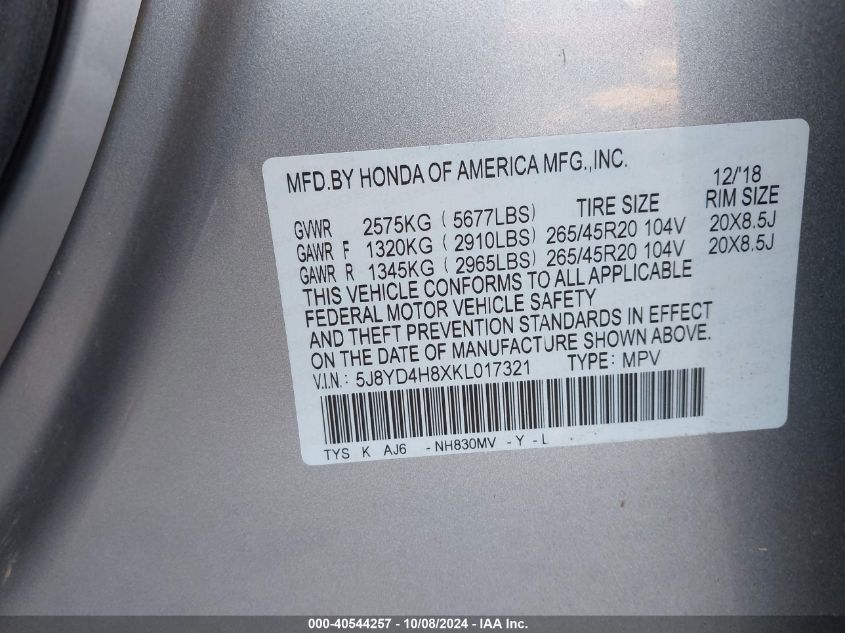 MFD.BY HONDA OF AMERICA MFG.,INC.
12/'18
TIRE SIZE RIM SIZE
GVWR 2575KG ( 5677LBS)
GAWR F 1320KG ( 2910LBS) 265/45R20 104V 20X8.5J
GAWR R 1345KG ( 2965LBS) 265/45R20 104V 20X8.5J
THIS VEHICLE CONFORMS TO ALL APPLICABLE
FEDERAL MOTOR VEHICLE SAFETY
AND THEFT PREVENTION STANDARDS IN EFFECT
ON THE DATE OF MANUFACTURE SHOWN ABOVE.
V.I.N: 5J8YD4H8XKL017321 TYPE: MPV
TYS K AJ6 -NH830MV -Y-L
000-40544257 - 10/08/2024 - IAA Inc.